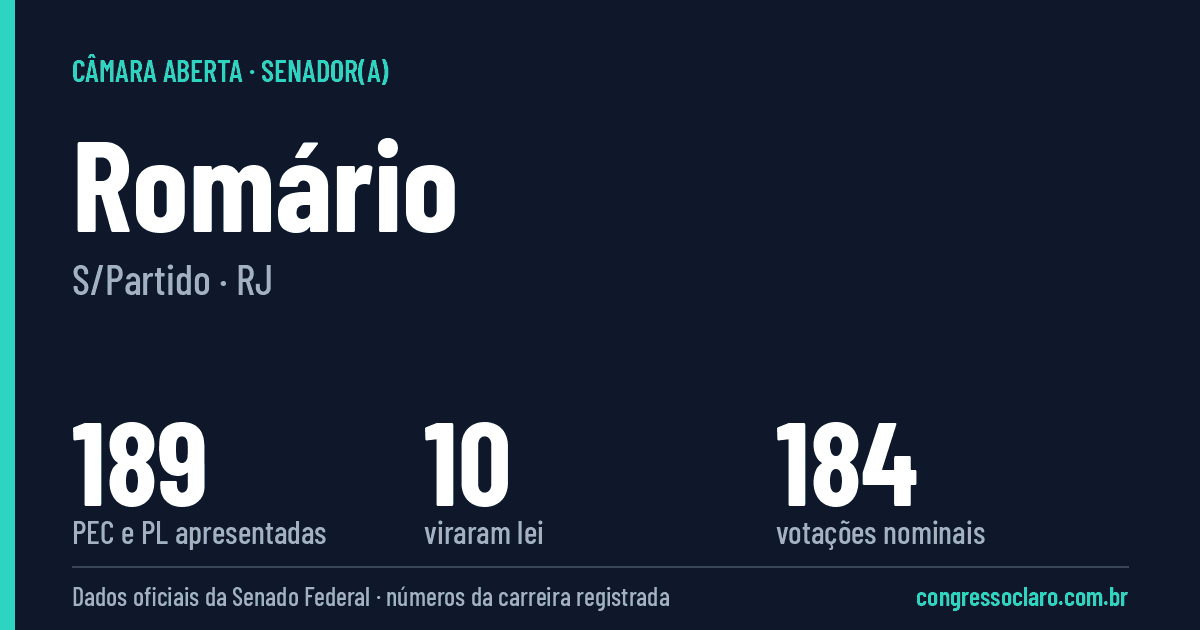 CÂMARA ABERTA · SENADOR(A)
Romário
S/Partido · RJ
189 10 184
PEC e PL apresentadas viraram lei votações nominais
Dados oficiais da Senado Federal · números da carreira registrada congressoclaro.com.br